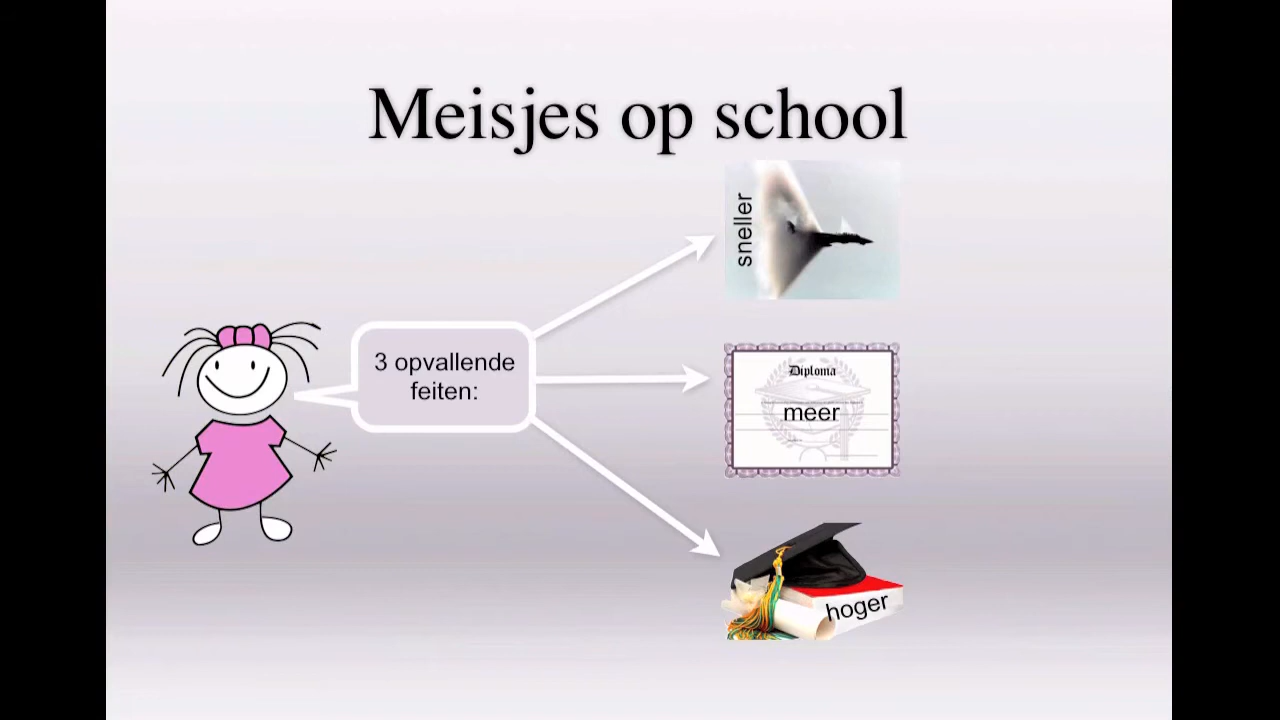 Meisjes op school
sneller
3 opvallende
feiten:
Diploma
meer
hoger